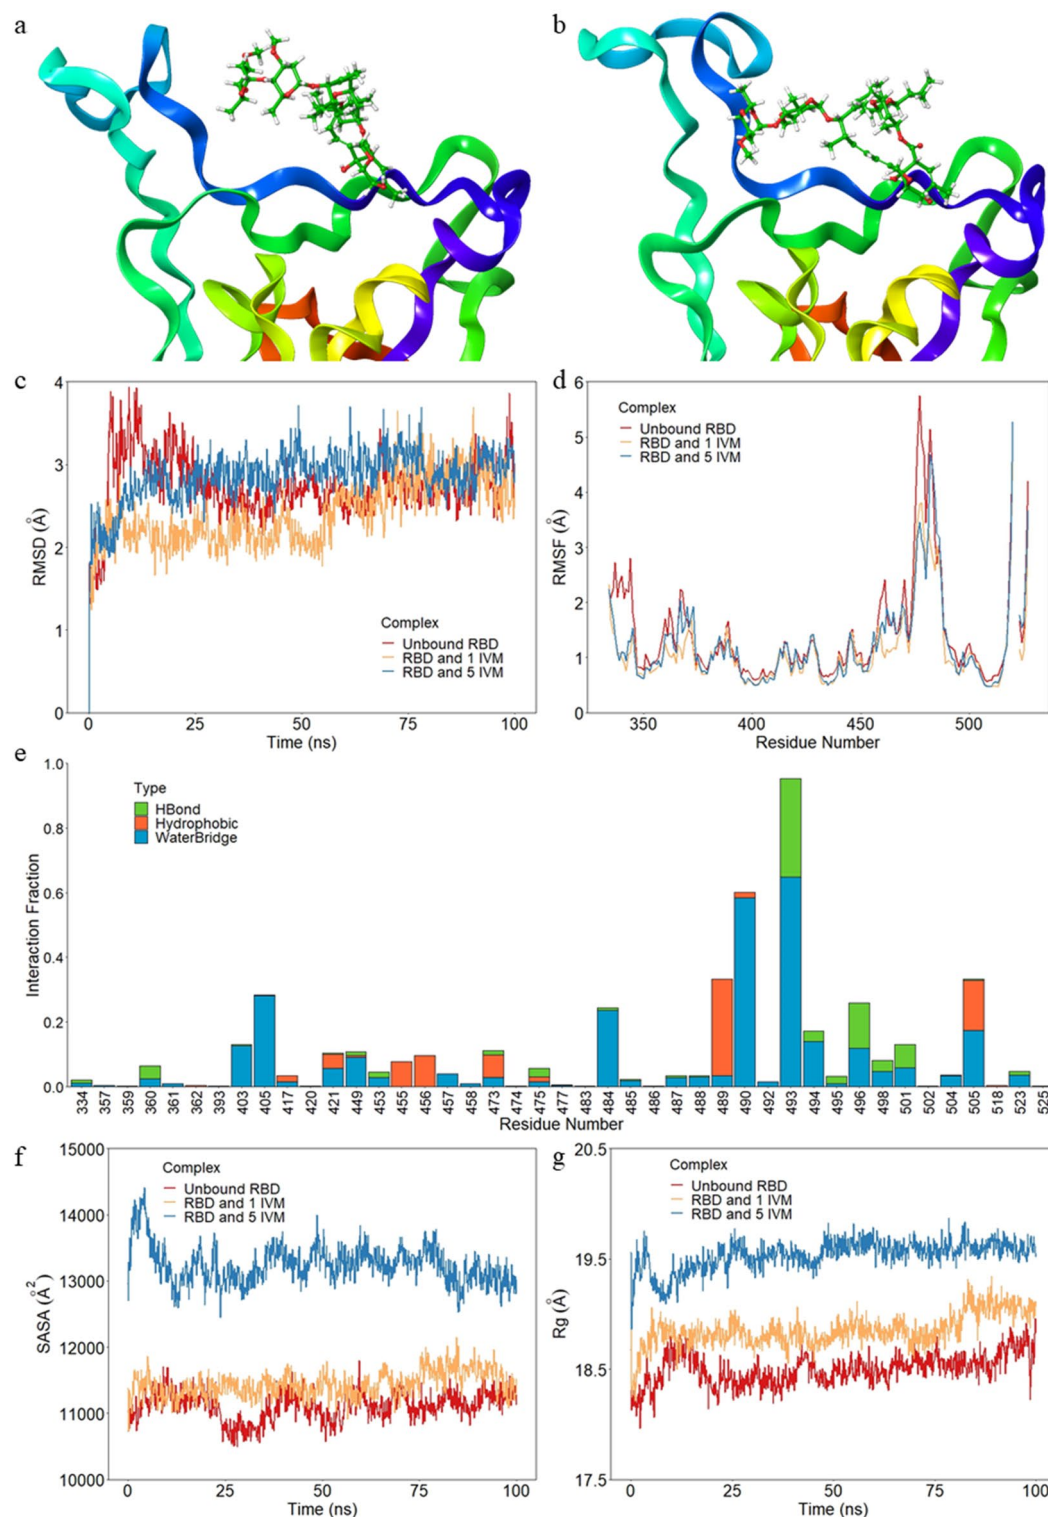 a
b
c
d
4
3
2
1
0
RMSD (Å)
Complex
Unbound RBD
RBD and 1 IVM
RBD and 5 IVM
0
25
50
75
100
Time (ns)
6
5
4
3
2
1
0
RMSF (Å)
Complex
Unbound RBD
RBD and 1 IVM
RBD and 5 IVM
350
400
450
500
Residue Number
e
1.0
0.8
0.6
0.4
0.2
0.0
Interaction Fraction
Type
HBond
Hydrophobic
WaterBridge
334 353 359 360 361 362 393 403 405 417 420 421 449 453 455 456 457 458 473 474 475 477 483 484 485 486 487 488 489 490 492 493 494 495 496 498 501 502 504 505 518 523 525
Residue Number
f
g
15000
14000
13000
12000
11000
10000
SASA (Å²)
Complex
Unbound RBD
RBD and 1 IVM
RBD and 5 IVM
0
25
50
75
100
Time (ns)
20.5
19.5
18.5
17.5
Rg (Å)
Complex
Unbound RBD
RBD and 1 IVM
RBD and 5 IVM
0
25
50
75
100
Time (ns)